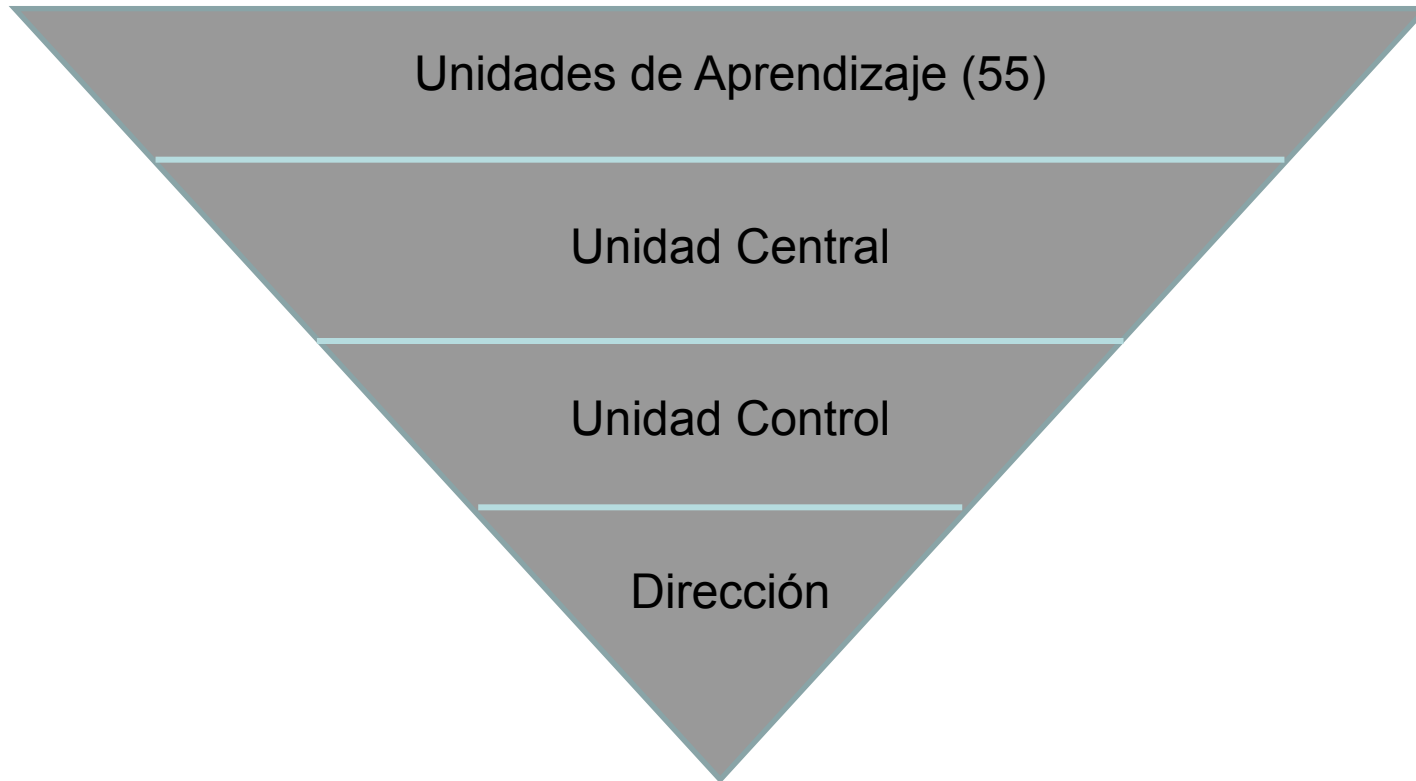 Unidades de Aprendizaje (55)
Unidad Central
Unidad Control
Dirección